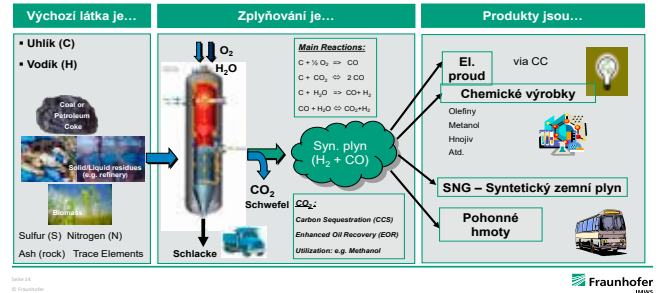 Výchozí látka je…
Zplyňování je…
Produkty jsou…
▪ Uhlík (C)
▪ Vodík (H)
Coal or
Petroleum
Coke
Solid/Liquid residues
(e.g. refinery)
Biomass
Sulfur (S) Nitrogen (N)
Ash (rock) Trace Elements
O2
H2O
Main Reactions:
C + ½ O2 => CO
C + CO2 ⇔ 2 CO
C + H2O => CO+ H2
CO + H2O ⇔ CO2+H2
Syn. plyn
(H2 + CO)
CO2
Schwefel
Schlacke
CO2 :
Carbon Sequestration (CCS)
Enhanced Oil Recovery (EOR)
Utilization: e.g. Methanol
El.
proud
via CC
Chemické výrobky
Olefiny
Metanol
Hnojiv
Atd.
SNG – Syntetický zemní plyn
Pohonné
hmoty
Seite 14
© Fraunhofer
Fraunhofer
IMWS